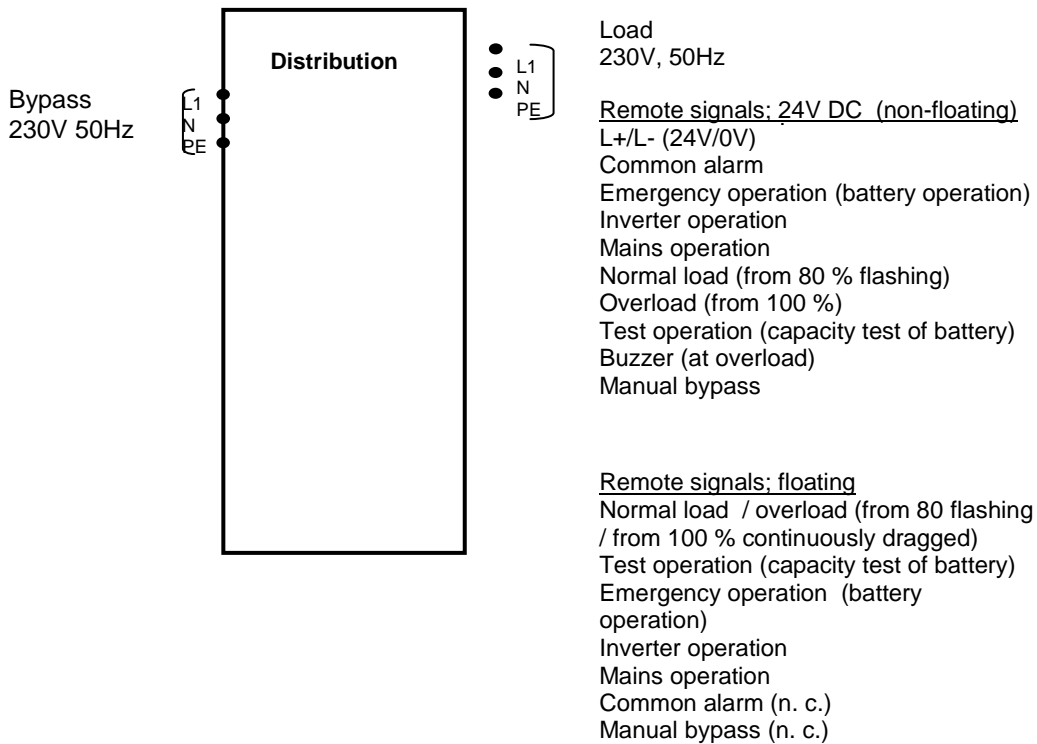 Distribution
Bypass
230V 50Hz
L1
N
PE
L1
N
PE
Load
230V, 50Hz
Remote signals; 24V DC (non-floating)
L+/L- (24V/0V)
Common alarm
Emergency operation (battery operation)
Inverter operation
Mains operation
Normal load (from 80 % flashing)
Overload (from 100 %)
Test operation (capacity test of battery)
Buzzer (at overload)
Manual bypass
Remote signals; floating
Normal load / overload (from 80 flashing
/ from 100 % continuously dragged)
Test operation (capacity test of battery)
Emergency operation (battery
operation)
Inverter operation
Mains operation
Common alarm (n. c.)
Manual bypass (n. c.)